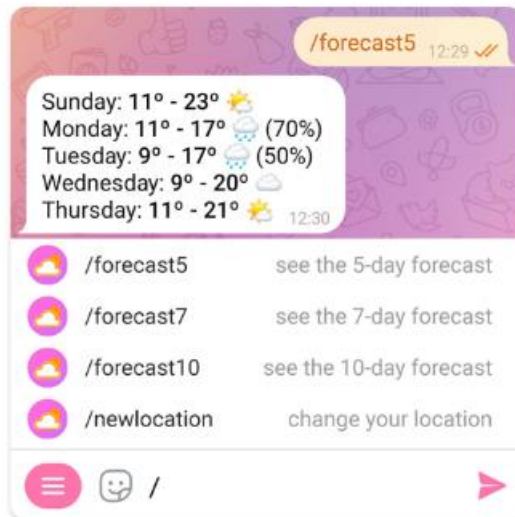 /forecast5 12:29
Sunday: 11º - 23º 🌤️
Monday: 11º - 17º 🌧️ (70%)
Tuesday: 9º - 17º 🌧️ (50%)
Wednesday: 9º - 20º ☁️
Thursday: 11º - 21º 🌤️ 12:30
/forecast5 see the 5-day forecast
/forecast7 see the 7-day forecast
/forecast10 see the 10-day forecast
/newlocation change your location
/